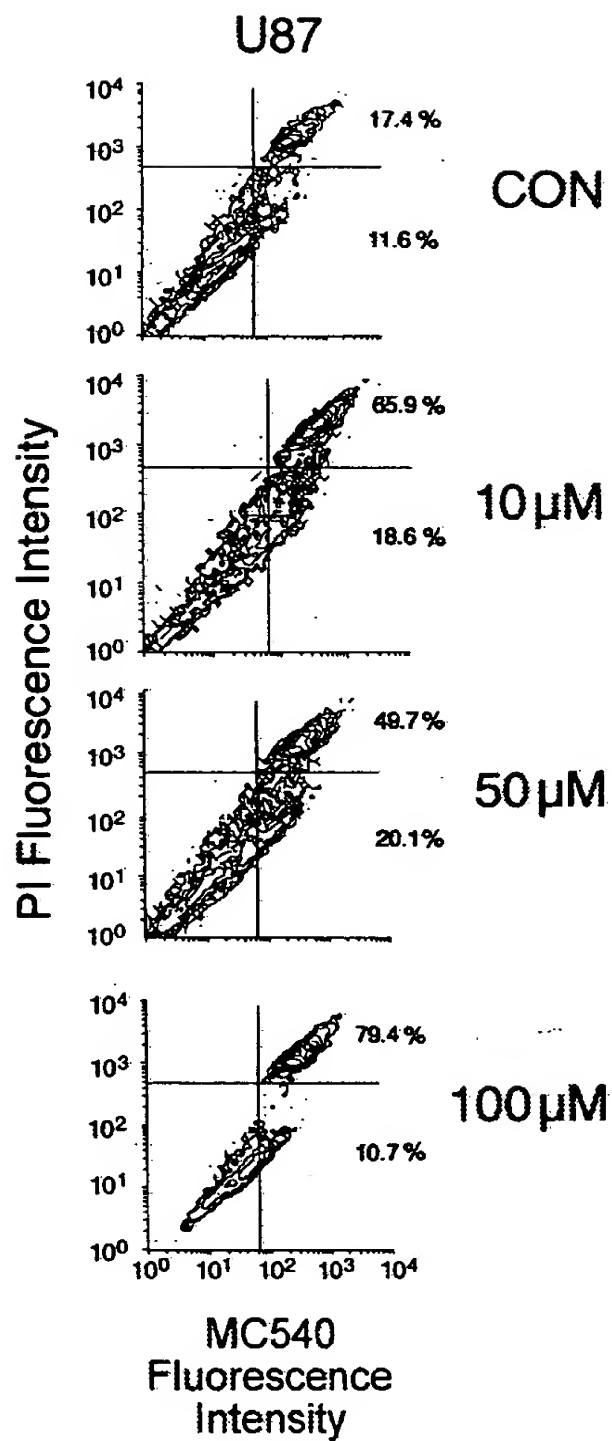 U87
10⁴
10³
10²
10¹
10⁰
17.4 %
11.6 %
CON
10⁴
10³
10²
10¹
10⁰
65.9 %
18.6 %
10 µM
10⁴
10³
10²
10¹
10⁰
49.7%
20.1%
50 µM
10⁴
10³
10²
10¹
10⁰
79.4 %
10.7 %
100 µM
10⁰ 10¹ 10² 10³ 10⁴
PI Fluorescence Intensity
MC540
Fluorescence
Intensity